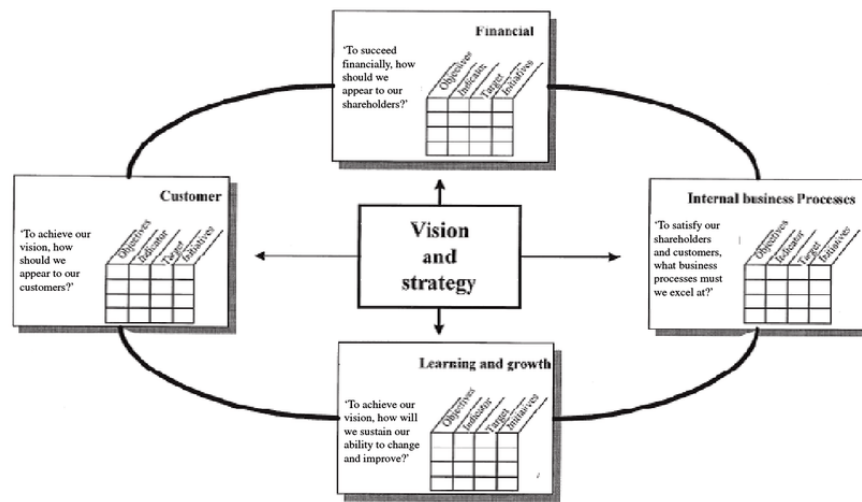 Financial
'To succeed
financially, how
should we
appear to our
shareholders?'
Objectives
Indicator
Target
Initiatives
Customer
'To achieve our
vision, how
should we
appear to our
customers?'
Objectives
Indicator
Target
Initiatives
Vision
and
strategy
Internal business Processes
'To satisfy our
shareholders
and customers,
what business
processes must
we excel at?'
Objectives
Indicator
Target
Initiatives
Learning and growth
'To achieve our
vision, how will
we sustain our
ability to change
and improve?'
Objectives
Indicator
Target
Initiatives